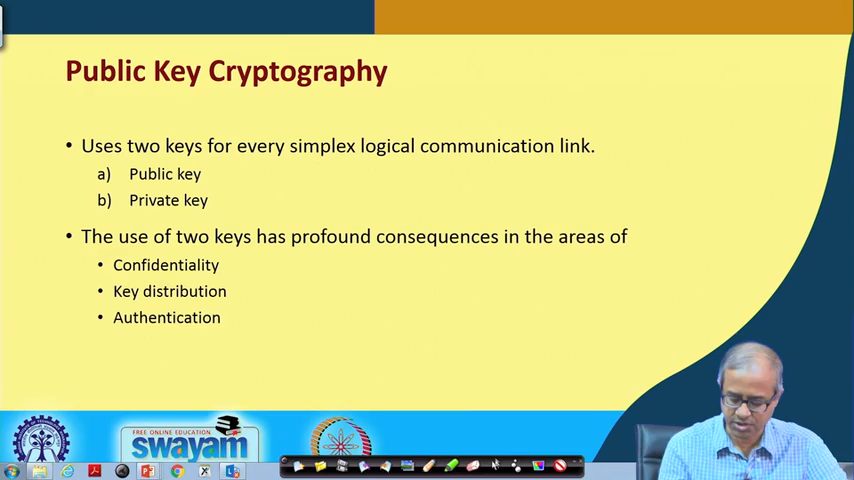 Public Key Cryptography
• Uses two keys for every simplex logical communication link.
a) Public key
b) Private key
• The use of two keys has profound consequences in the areas of
• Confidentiality
• Key distribution
• Authentication
FREE ONLINE EDUCATION
swayam